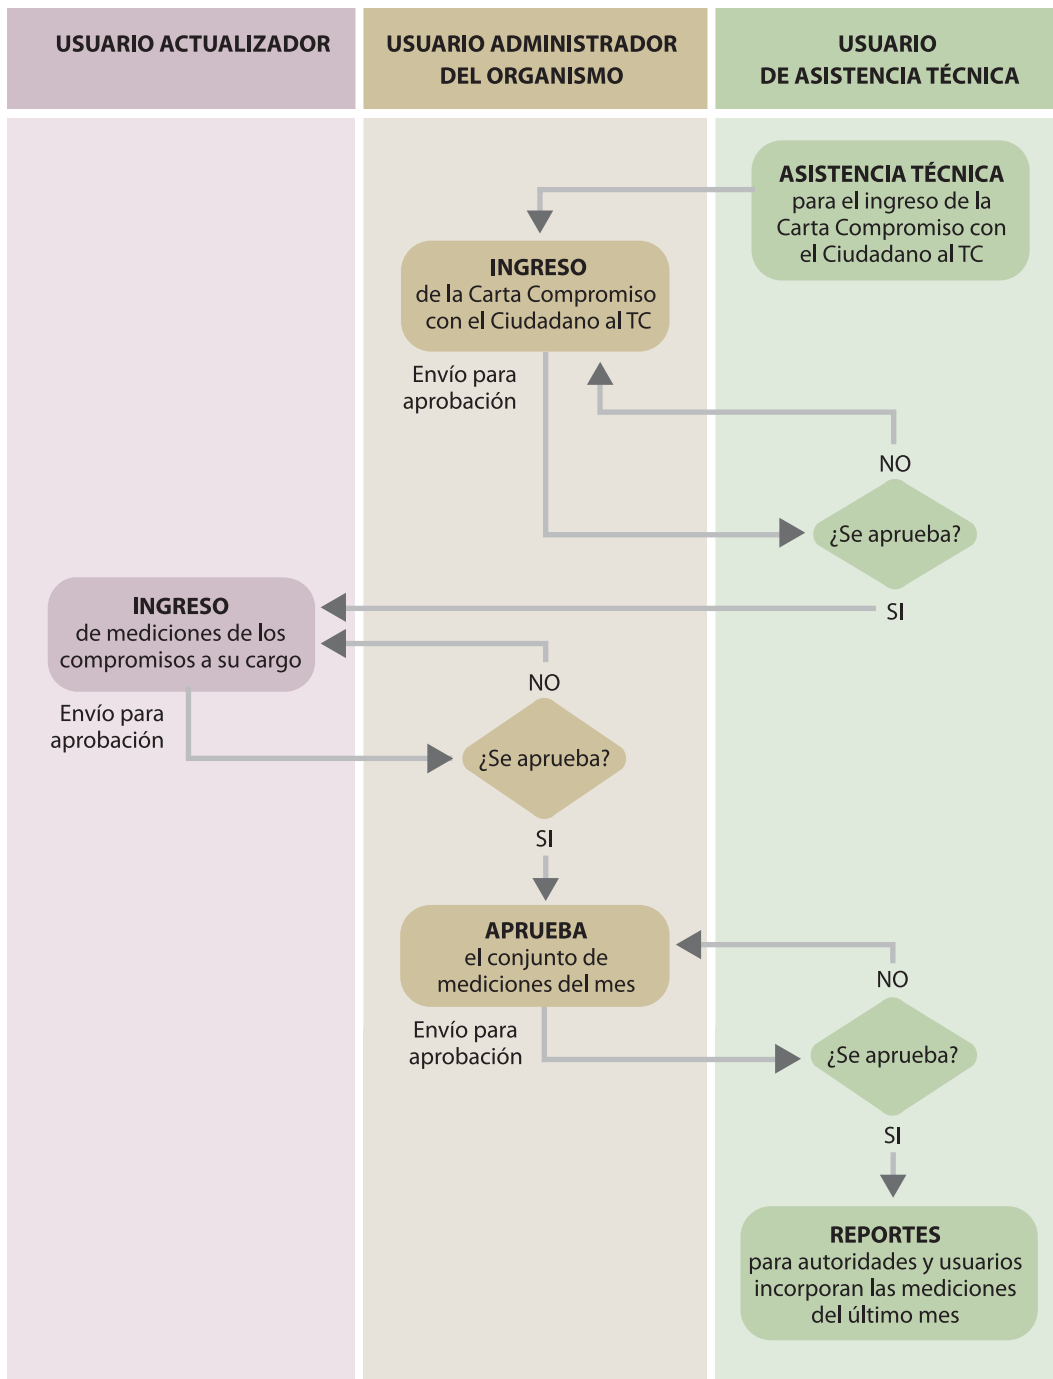 USUARIO ACTUALIZADOR
USUARIO ADMINISTRADOR
DEL ORGANISMO
USUARIO
DE ASISTENCIA TÉCNICA
ASISTENCIA TÉCNICA
para el ingreso de la
Carta Compromiso con
el Ciudadano al TC
INGRESO
de la Carta Compromiso
con el Ciudadano al TC
Envío para
aprobación
NO
¿Se aprueba?
SI
INGRESO
de mediciones de los
compromisos a su cargo
Envío para
aprobación
NO
¿Se aprueba?
SI
APRUEBA
el conjunto de
mediciones del mes
Envío para
aprobación
NO
¿Se aprueba?
SI
REPORTES
para autoridades y usuarios
incorporan las mediciones
del último mes